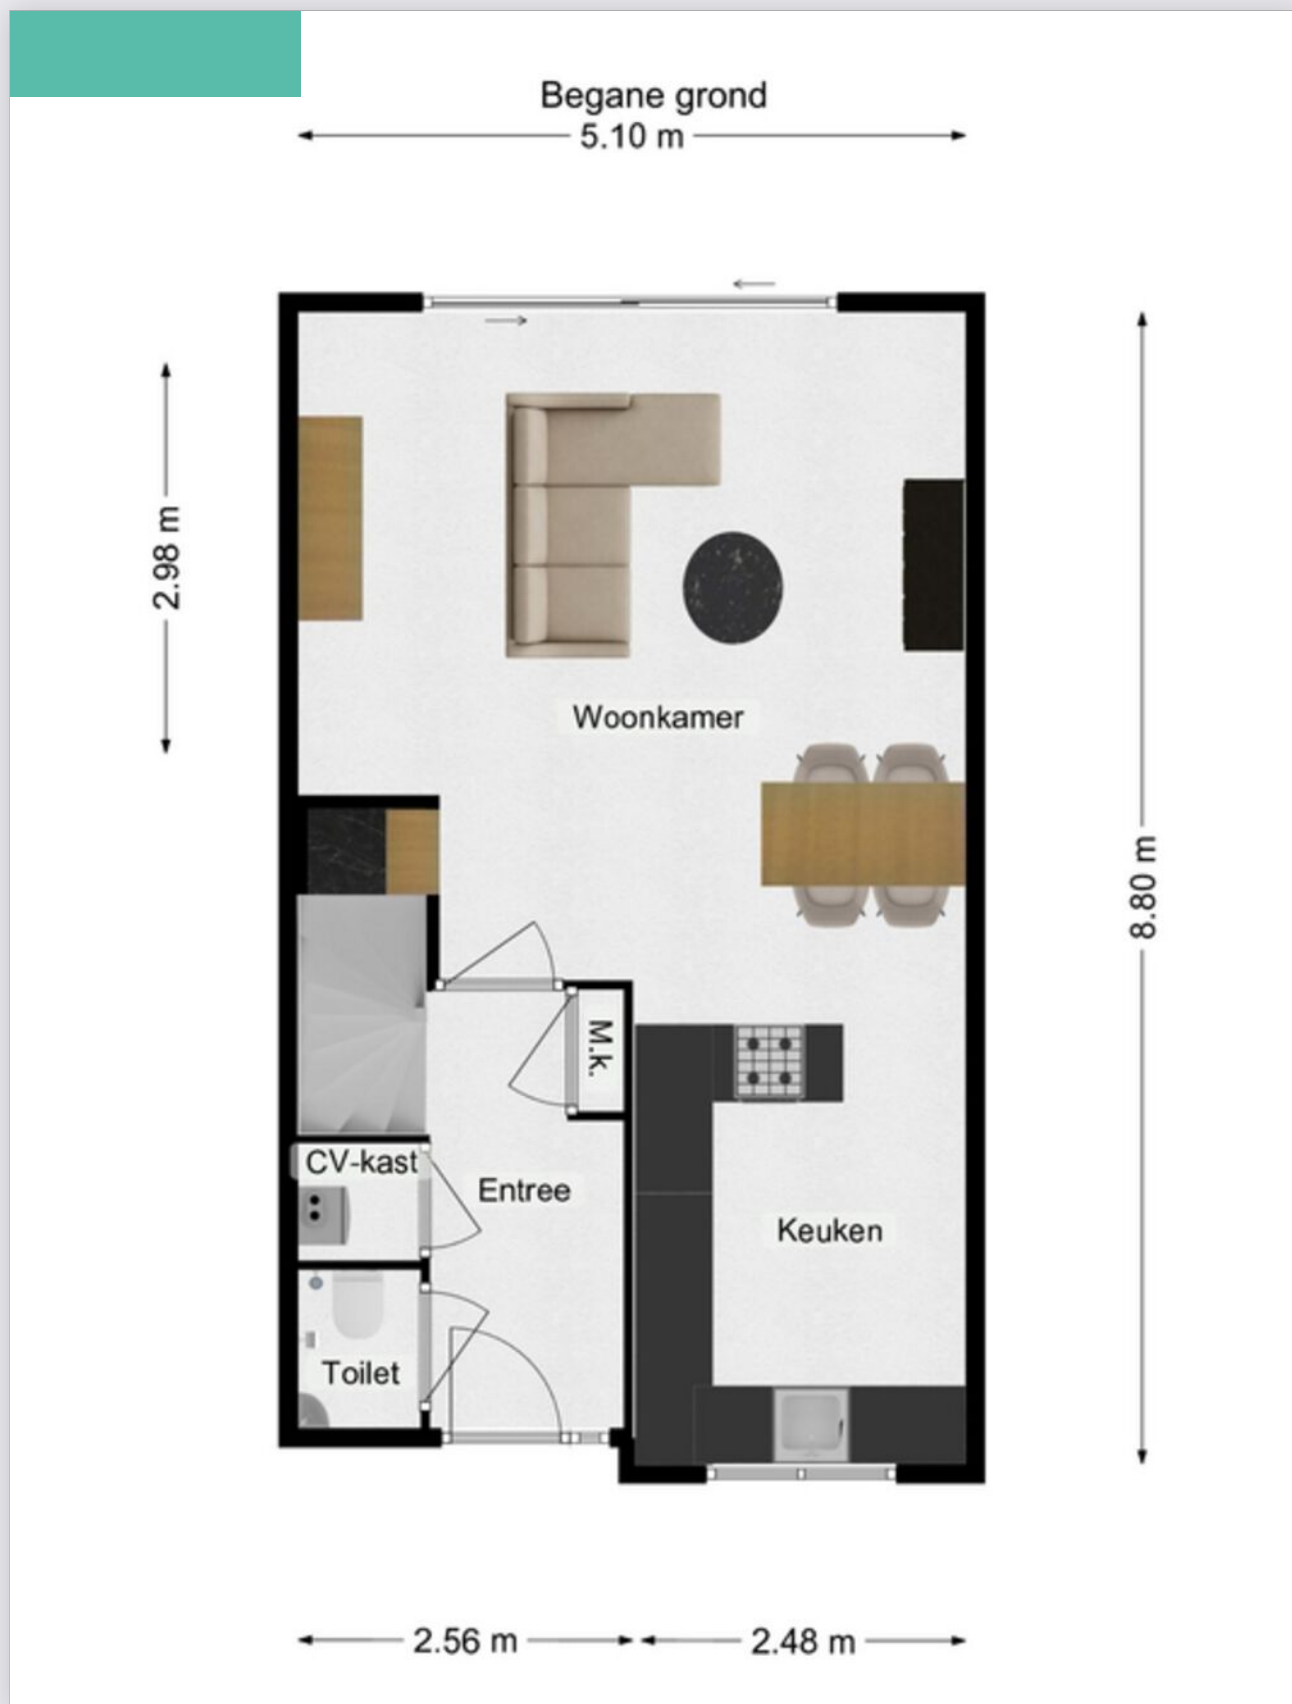 Begane grond
5.10 m
2.98 m
Woonkamer
8.80 m
M.k.
CV-kast
Entree
Keuken
Toilet
2.56 m
2.48 m